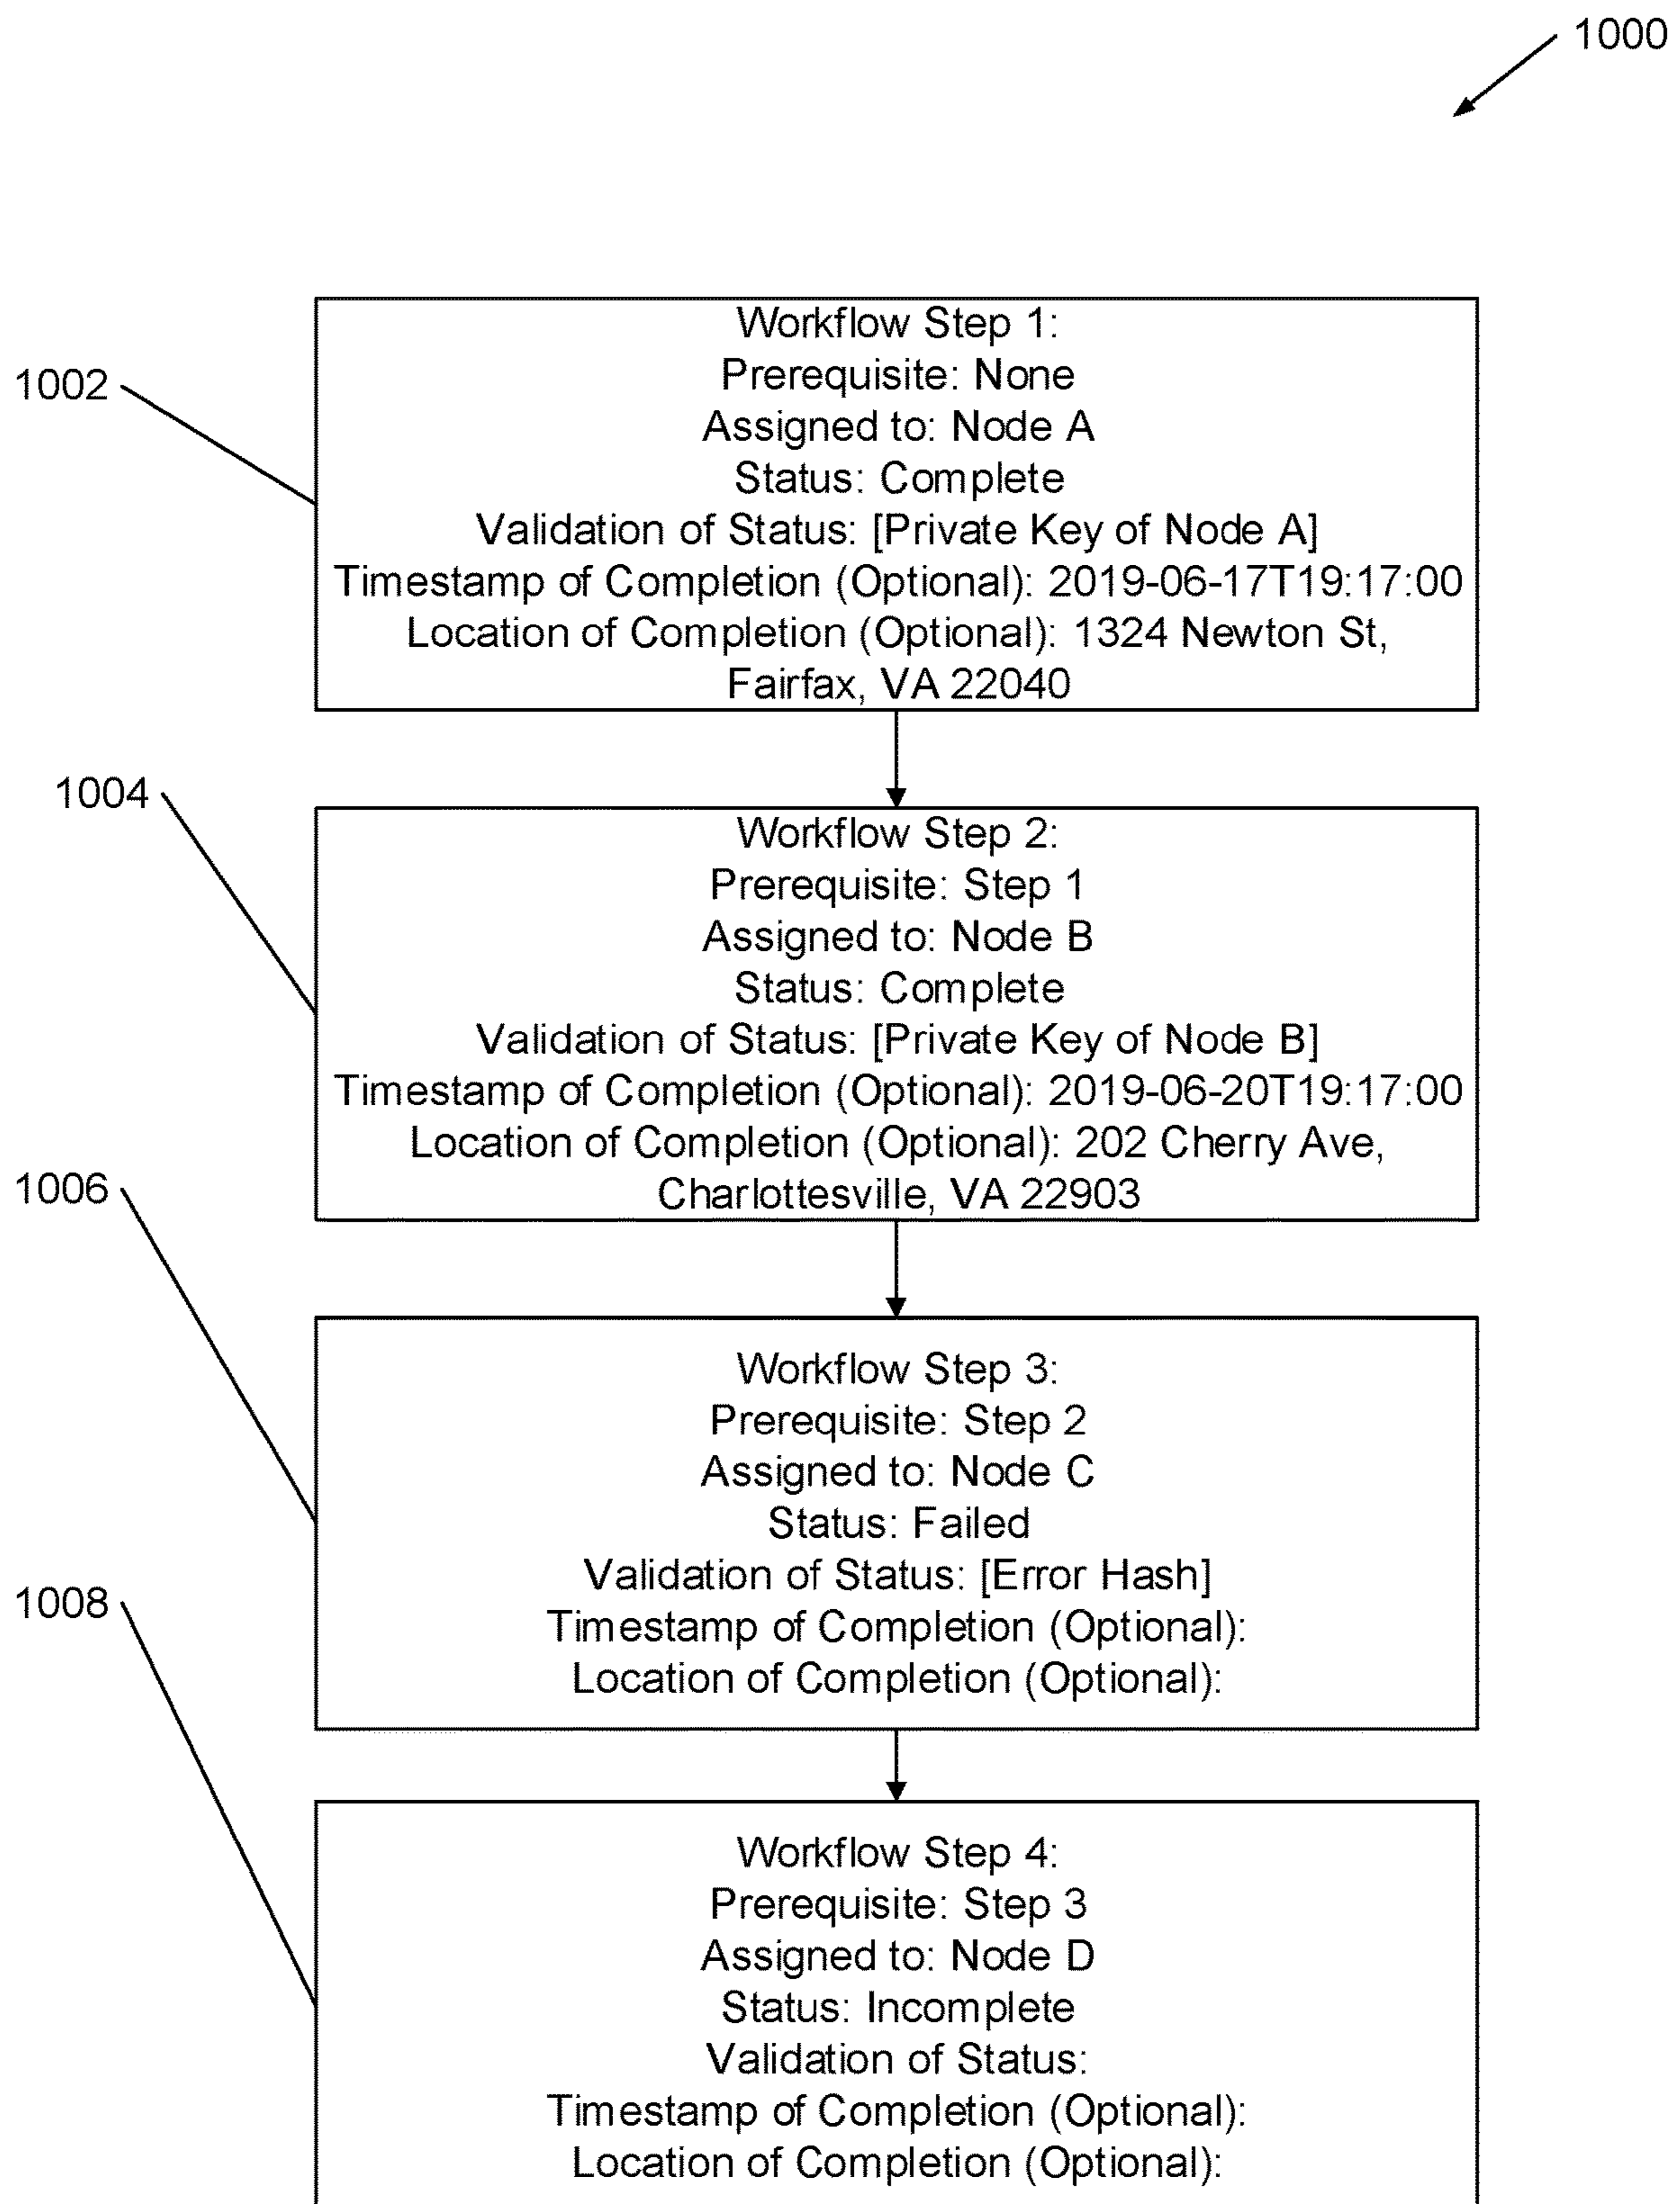 1000
1002
Workflow Step 1:
Prerequisite: None
Assigned to: Node A
Status: Complete
Validation of Status: [Private Key of Node A]
Timestamp of Completion (Optional): 2019-06-17T19:17:00
Location of Completion (Optional): 1324 Newton St,
Fairfax, VA 22040
1004
Workflow Step 2:
Prerequisite: Step 1
Assigned to: Node B
Status: Complete
Validation of Status: [Private Key of Node B]
Timestamp of Completion (Optional): 2019-06-20T19:17:00
Location of Completion (Optional): 202 Cherry Ave,
Charlottesville, VA 22903
1006
Workflow Step 3:
Prerequisite: Step 2
Assigned to: Node C
Status: Failed
Validation of Status: [Error Hash]
Timestamp of Completion (Optional):
Location of Completion (Optional):
1008
Workflow Step 4:
Prerequisite: Step 3
Assigned to: Node D
Status: Incomplete
Validation of Status:
Timestamp of Completion (Optional):
Location of Completion (Optional):